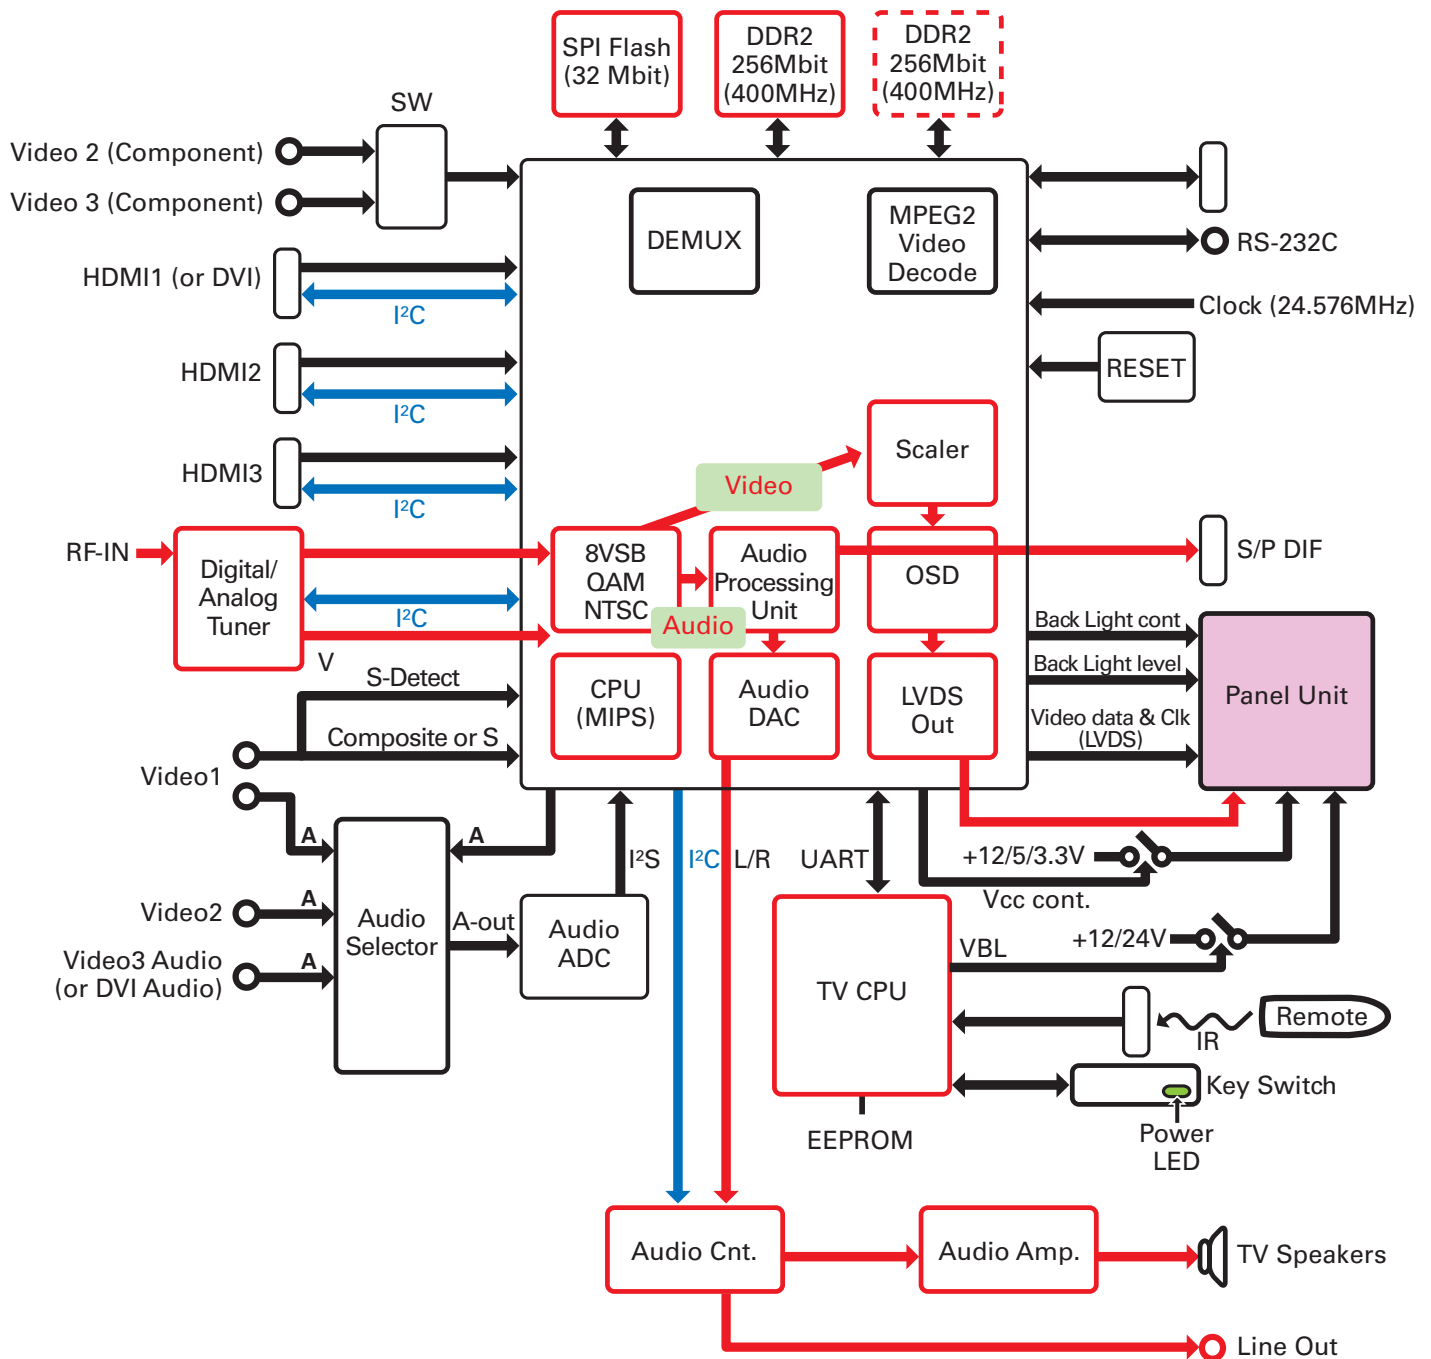 SPI Flash
(32 Mbit)
DDR2
256Mbit
(400MHz)
DDR2
256Mbit
(400MHz)
SW
Video 2 (Component)
Video 3 (Component)
DEMUX
MPEG2
Video
Decode
RS-232C
HDMI1 (or DVI)
I²C
Clock (24.576MHz)
RESET
HDMI2
I²C
Scaler
HDMI3
I²C
Video
RF-IN
Digital/
Analog
Tuner
I²C
V
8VSB
QAM
NTSC
Audio
Processing
Unit
OSD
S/P DIF
Audio
Back Light cont
Back Light level
Video data & Clk
(LVDS)
Panel Unit
S-Detect
Composite or S
CPU
(MIPS)
Audio
DAC
LVDS
Out
Video1
A
A
I²S
I²C
L/R
UART
+12/5/3.3V
Vcc cont.
Video2
A
Audio
Selector
A-out
Audio
ADC
Video3 Audio
(or DVI Audio)
A
VBL
+12/24V
TV CPU
IR
Remote
Key Switch
Power
LED
EEPROM
Audio Cnt.
Audio Amp.
TV Speakers
Line Out